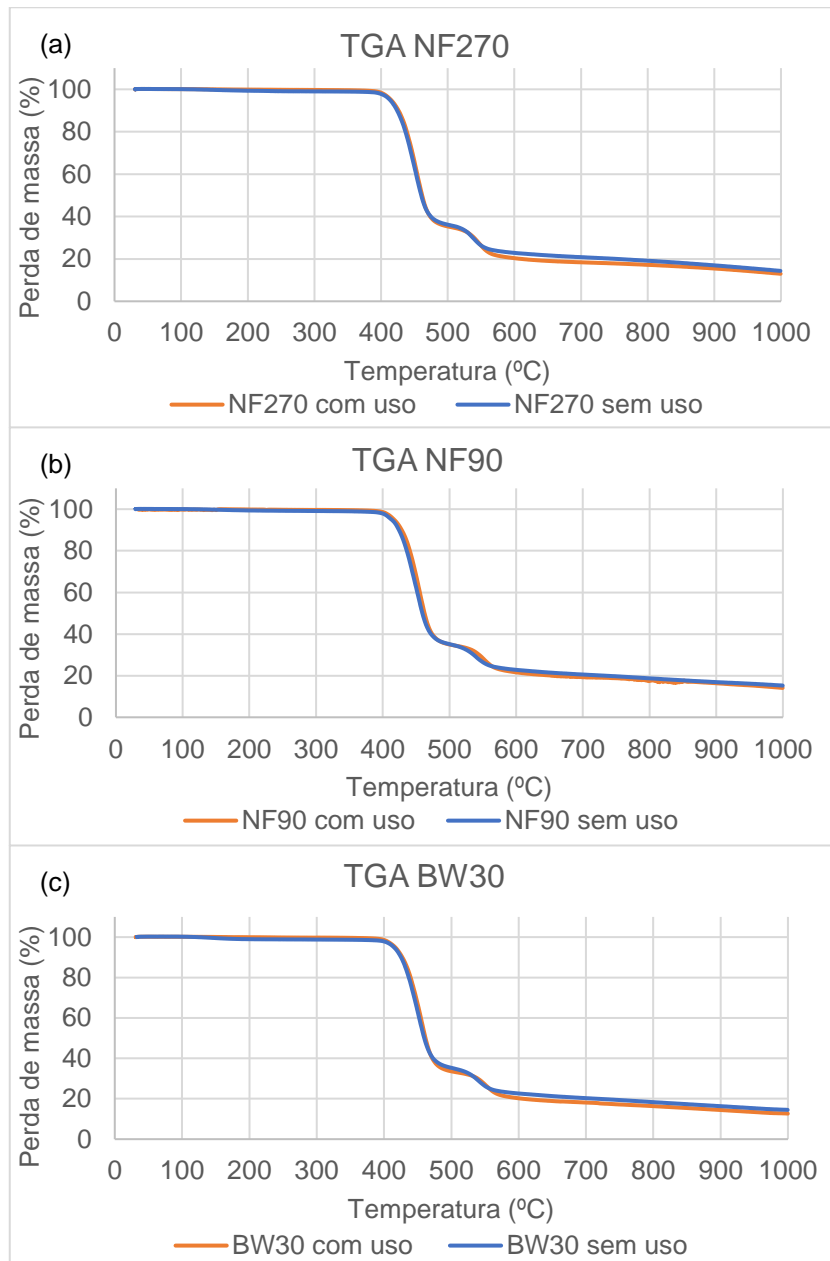 (a)
TGA NF270
Perda de massa (%)
100
80
60
40
20
0
0 100 200 300 400 500 600 700 800 900 1000
Temperatura (ºC)
NF270 com uso NF270 sem uso
(b)
TGA NF90
Perda de massa (%)
100
80
60
40
20
0
0 100 200 300 400 500 600 700 800 900 1000
Temperatura (ºC)
NF90 com uso NF90 sem uso
(c)
TGA BW30
Perda de massa (%)
100
80
60
40
20
0
0 100 200 300 400 500 600 700 800 900 1000
Temperatura (ºC)
BW30 com uso BW30 sem uso